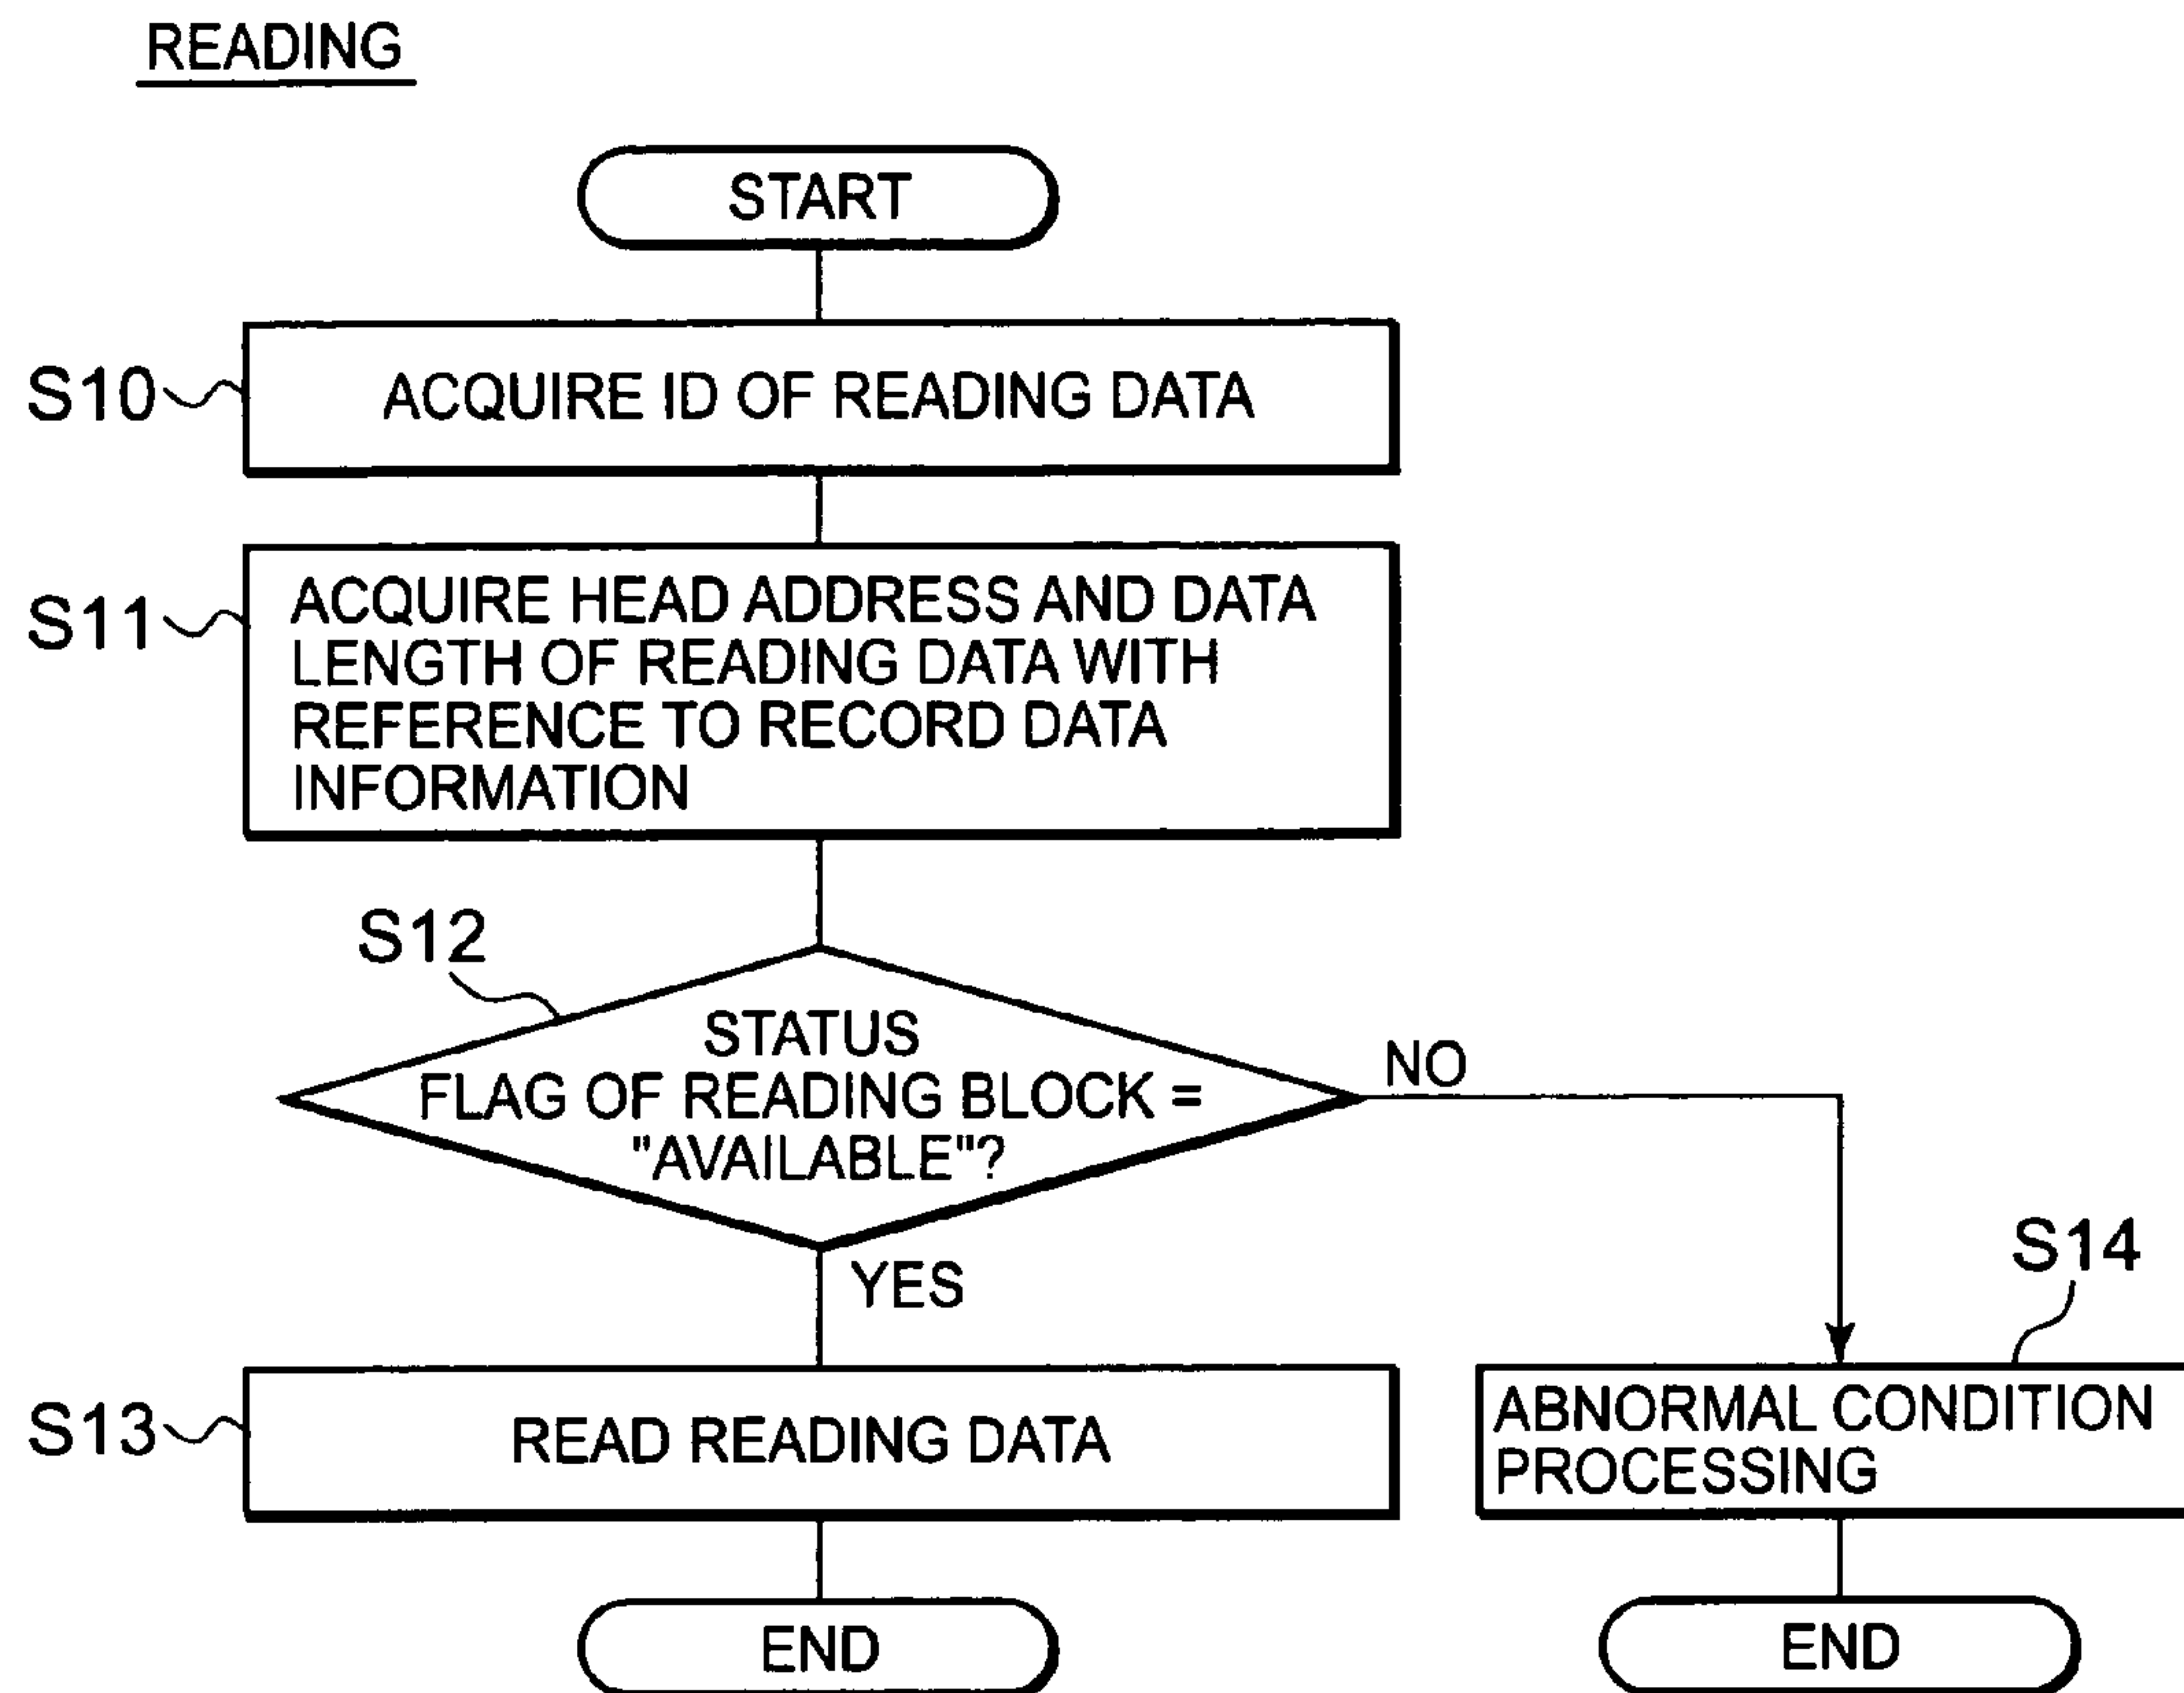 READING
START
S10
ACQUIRE ID OF READING DATA
S11
ACQUIRE HEAD ADDRESS AND DATA
LENGTH OF READING DATA WITH
REFERENCE TO RECORD DATA
INFORMATION
S12
STATUS
FLAG OF READING BLOCK =
"AVAILABLE"?
NO
YES
S13
READ READING DATA
S14
ABNORMAL CONDITION
PROCESSING
END
END